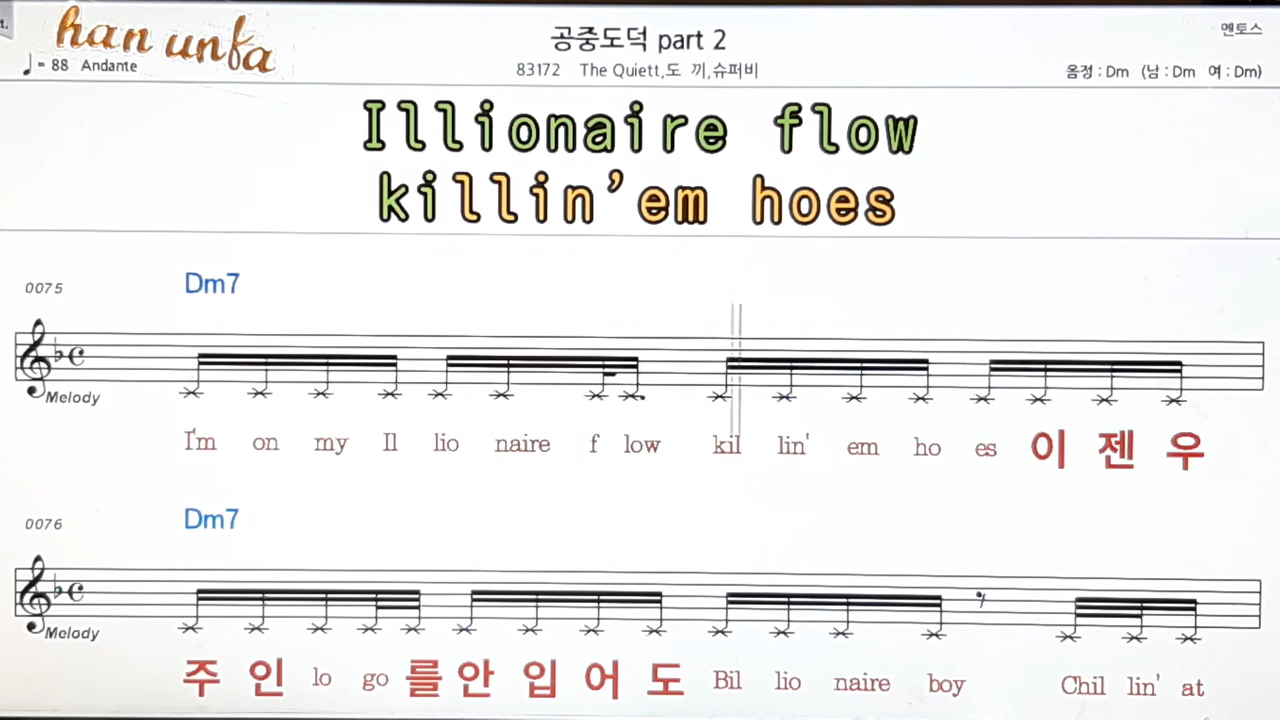 1.
han unfa
♩= 88 Andante
공중도덕 part 2
83172 The Quiett,도 끼,슈퍼비
멘토스
음정 : Dm (남 : Dm 여 : Dm)
Illionaire flow
killin’em hoes
0075 Dm7
Melody
I'm on my Il lio naire f low kil lin' em ho es 이 젠 우
0076 Dm7
Melody
주 인 lo go 를 안 입 어 도 Bil lio naire boy Chil lin' at